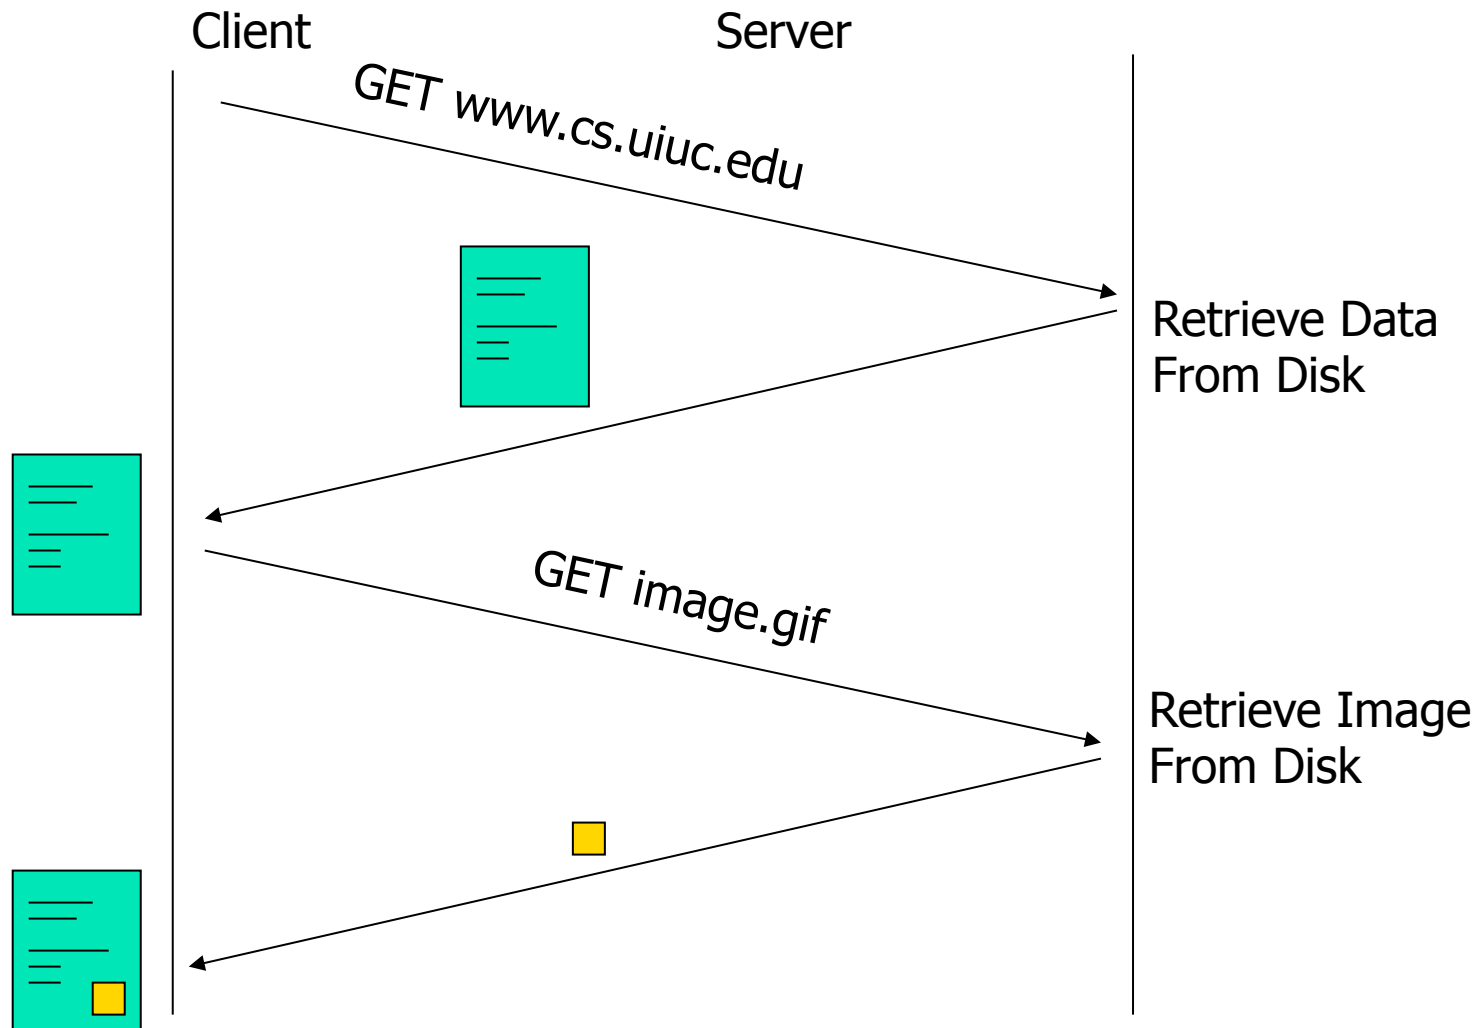 Client
Server
GET www.cs.uiuc.edu
Retrieve Data
From Disk
GET image.gif
Retrieve Image
From Disk